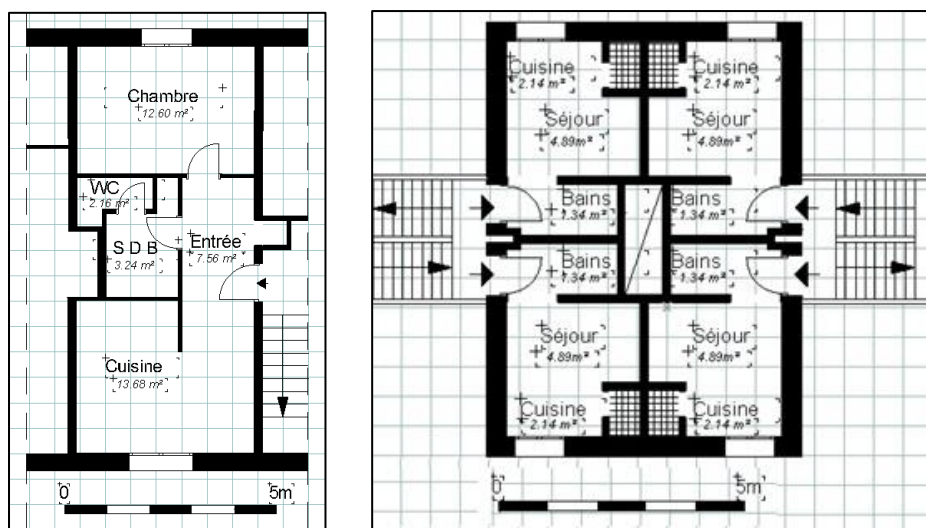 Chambre
12.60 m²
WC
2.16 m²
S D B
3.24 m²
Entrée
7.56 m²
Cuisine
13.68 m²
0
5m
Cuisine
2.14 m²
Cuisine
2.14 m²
Séjour
4.89m²
Séjour
4.89m²
Bains
1.34 m²
Bains
1.34 m²
Bains
1.34 m²
Bains
1.34 m²
Séjour
4.89m²
Séjour
4.89m²
Cuisine
2.14 m²
Cuisine
2.14 m²
0
5m